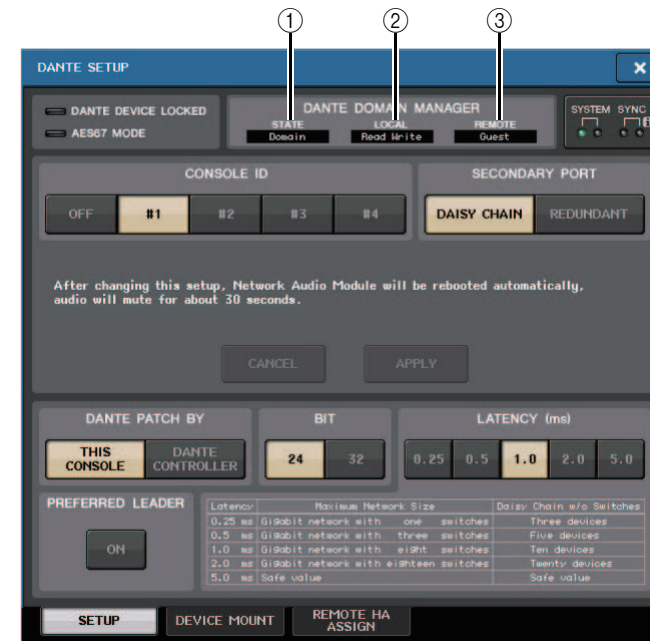 ① ② ③
DANTE SETUP ×
DANTE DEVICE LOCKED
AES67 MODE
DANTE DOMAIN MANAGER
STATE LOCAL REMOTE
Domain Read Write Guest
SYSTEM SYNC
CONSOLE ID
OFF #1 #2 #3 #4
SECONDARY PORT
DAISY CHAIN REDUNDANT
After changing this setup, Network Audio Module will be rebooted automatically,
audio will mute for about 30 seconds.
CANCEL APPLY
DANTE PATCH BY
THIS CONSOLE DANTE CONTROLLER
BIT
24 32
LATENCY (ms)
0.25 0.5 1.0 2.0 5.0
PREFERRED LEADER
ON
Latency Maximum Network Size Daisy Chain w/o Switches
0.25 ms Gigabit network with one switches Three devices
0.5 ms Gigabit network with three switches Five devices
1.0 ms Gigabit network with eight switches Ten devices
2.0 ms Gigabit network with eighteen switches Twenty devices
5.0 ms Safe value Safe value
SETUP DEVICE MOUNT REMOTE HA ASSIGN